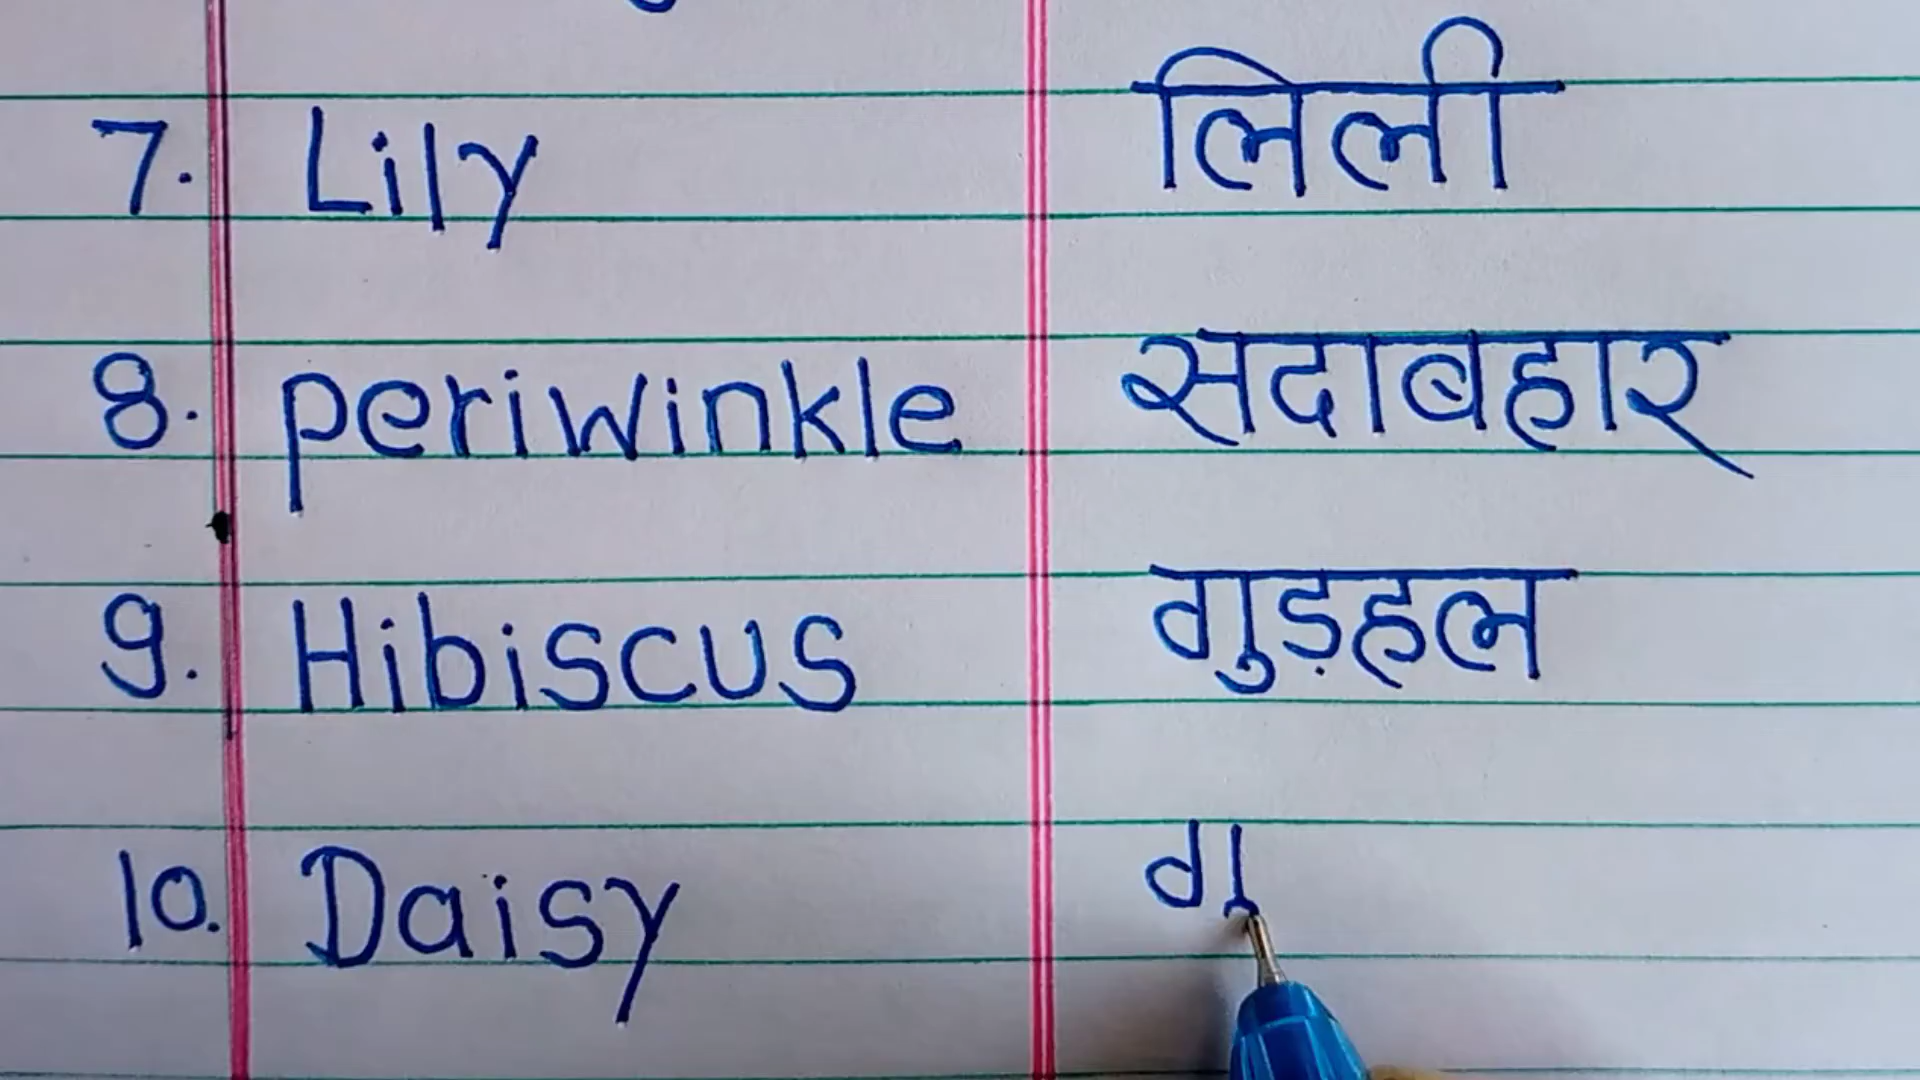 7. Lily लिली
8. periwinkle सदाबहार
9. Hibiscus गुड़हल
10. Daisy गु